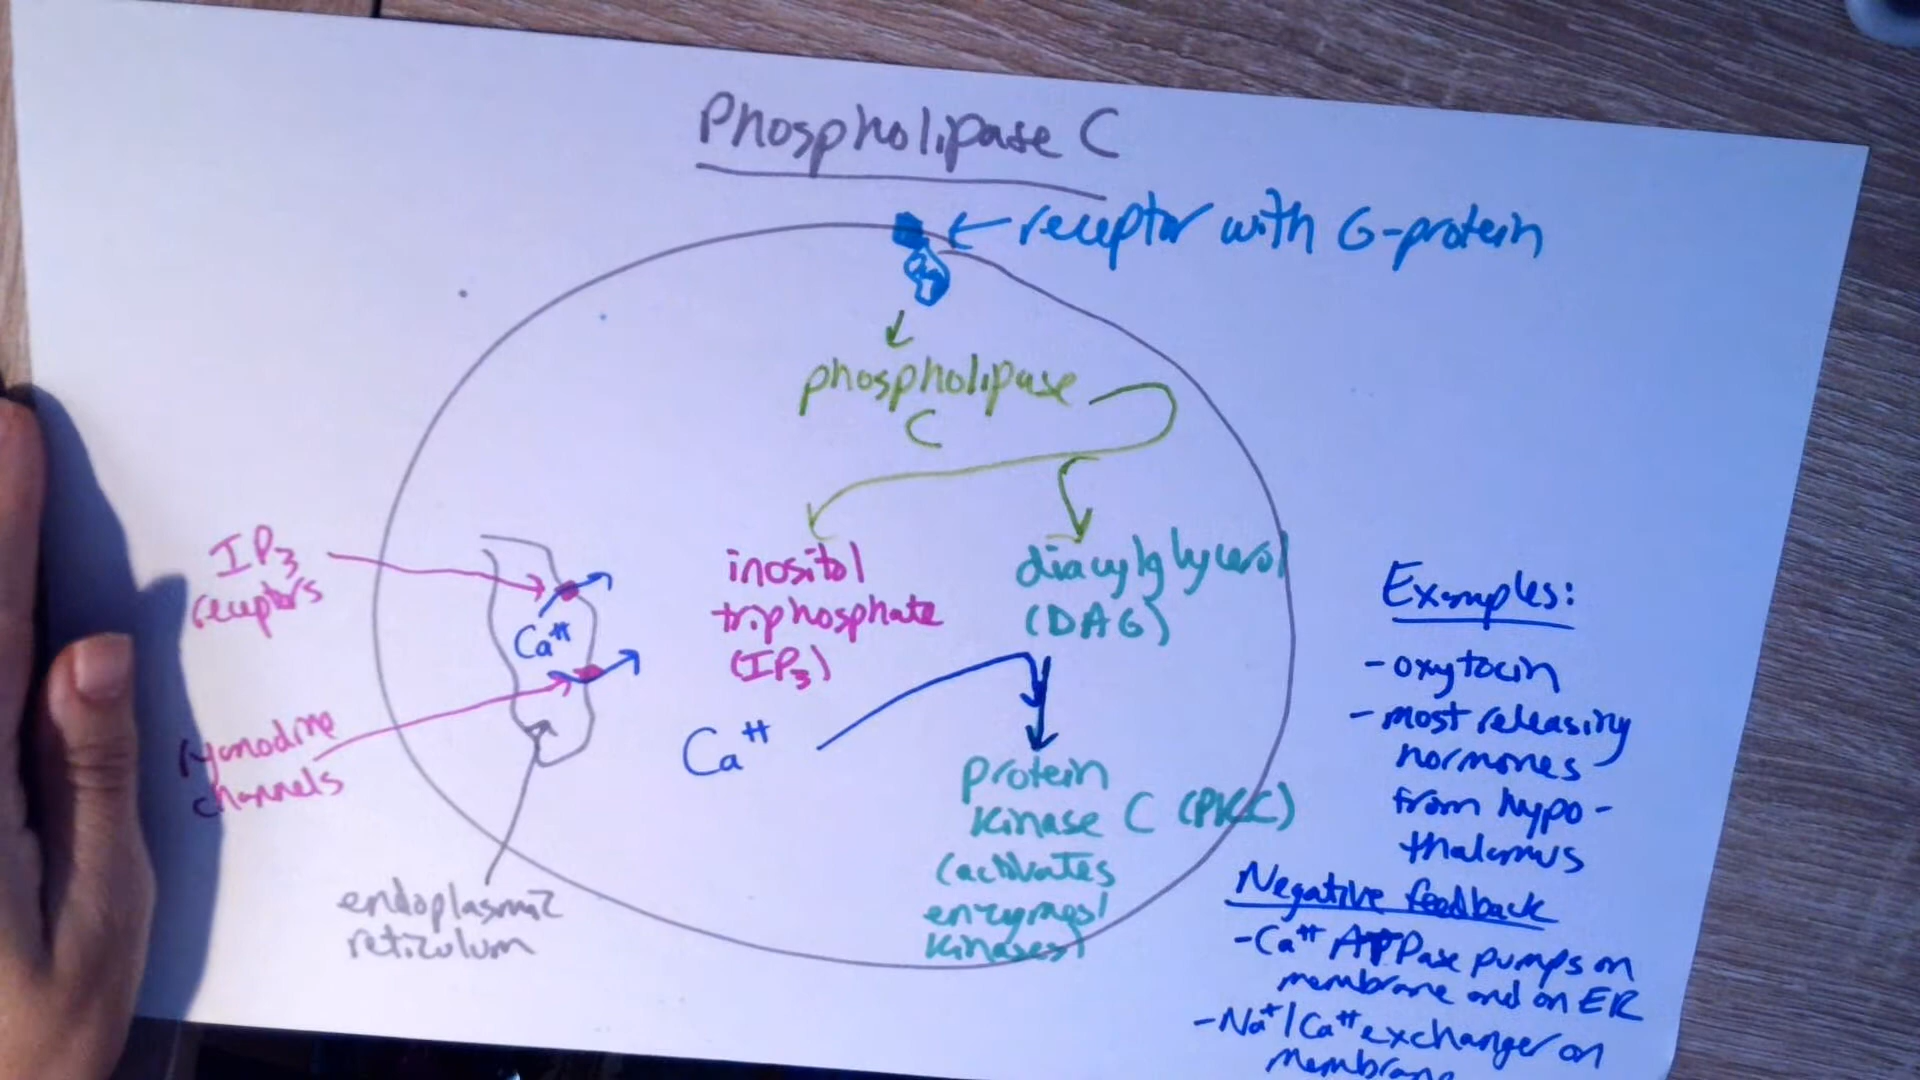 Phospholipase C
receptor with G-protein
phospholipase
C
inositol
triphosphate
(IP3)
diacylglycerol
(DAG)
IP3
receptors
Ca++
ryanodine
channels
endoplasmic
reticulum
Ca++
protein
kinase C (PKC)
(activates
enzymes/
kinases)
Examples:
- oxytocin
- most releasing
hormones
from hypo-
thalamus
Negative feedback
- Ca++ ATPase pumps on
membrane and on ER
- Na+/Ca++ exchanger on
membrane